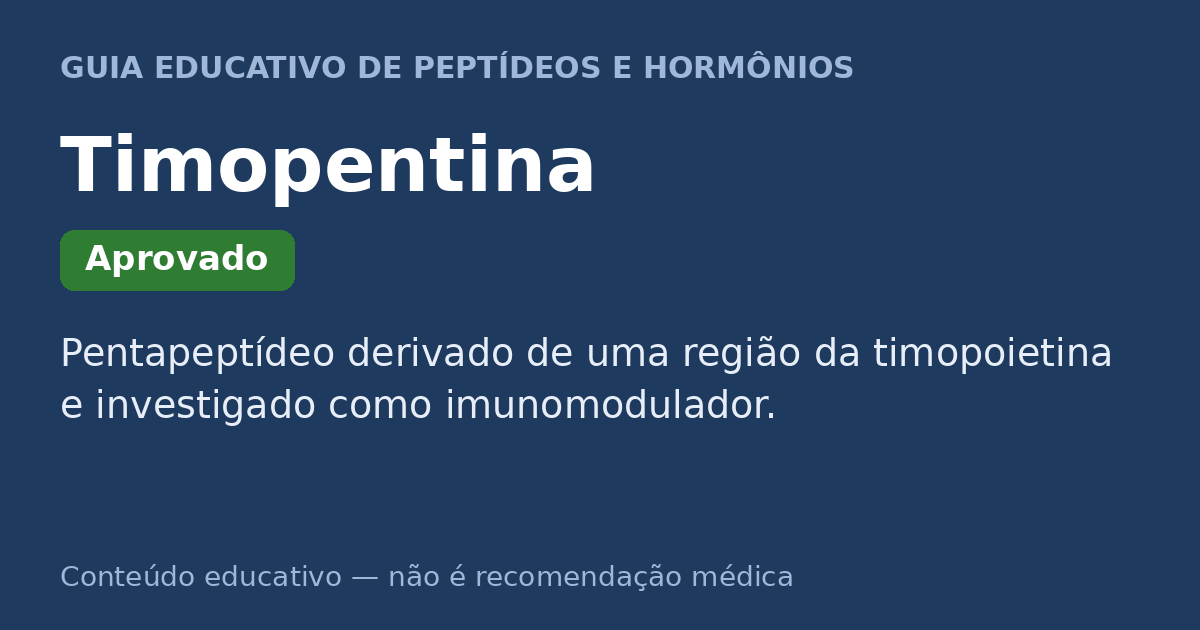 GUIA EDUCATIVO DE PEPTÍDEOS E HORMÔNIOS
Timopentina
Aprovado
Pentapeptídeo derivado de uma região da timopoietina
e investigado como imunomodulador.
Conteúdo educativo — não é recomendação médica